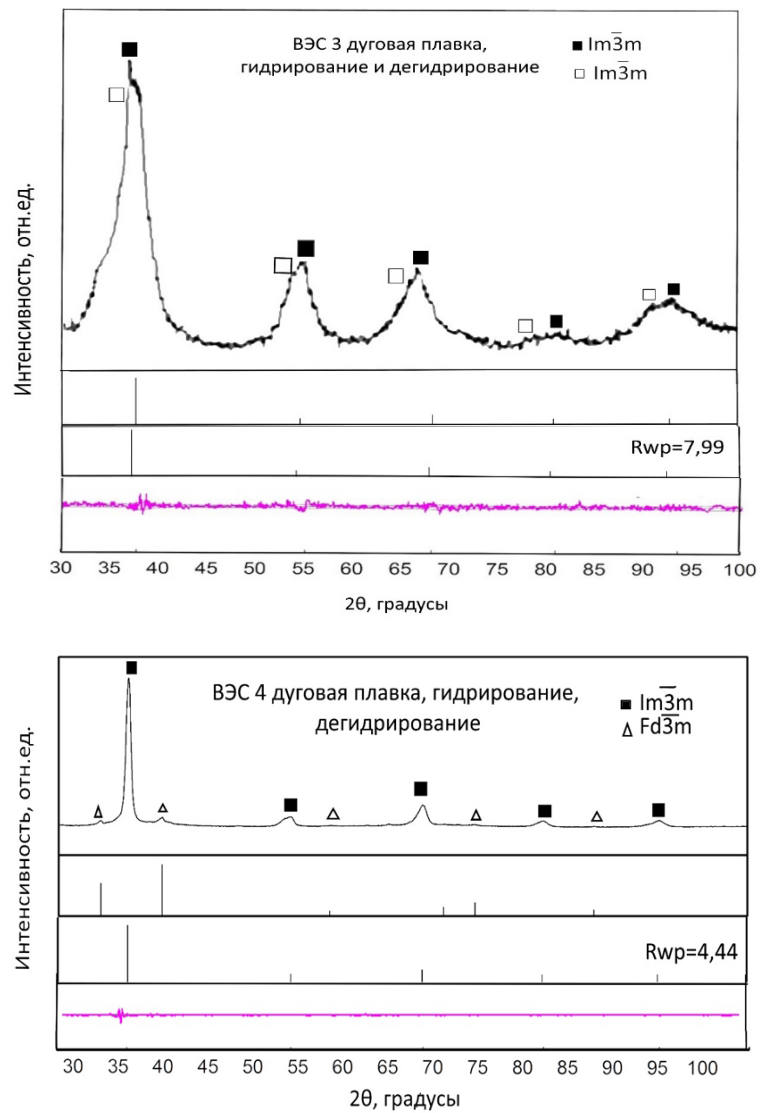 ВЭС 3 дуговая плавка,
гидрирование и дегидрирование
■ Im3̅m
□ Im3̅m
Интенсивность, отн.ед.
Rwp=7,99
30 35 40 45 50 55 60 65 70 75 80 85 90 95 100
2θ, градусы
ВЭС 4 дуговая плавка, гидрирование,
дегидрирование
■ Im3̅m
△ Fd3̅m
Интенсивность, отн.ед.
Rwp=4,44
30 35 40 45 50 55 60 65 70 75 80 85 90 95 100
2θ, градусы